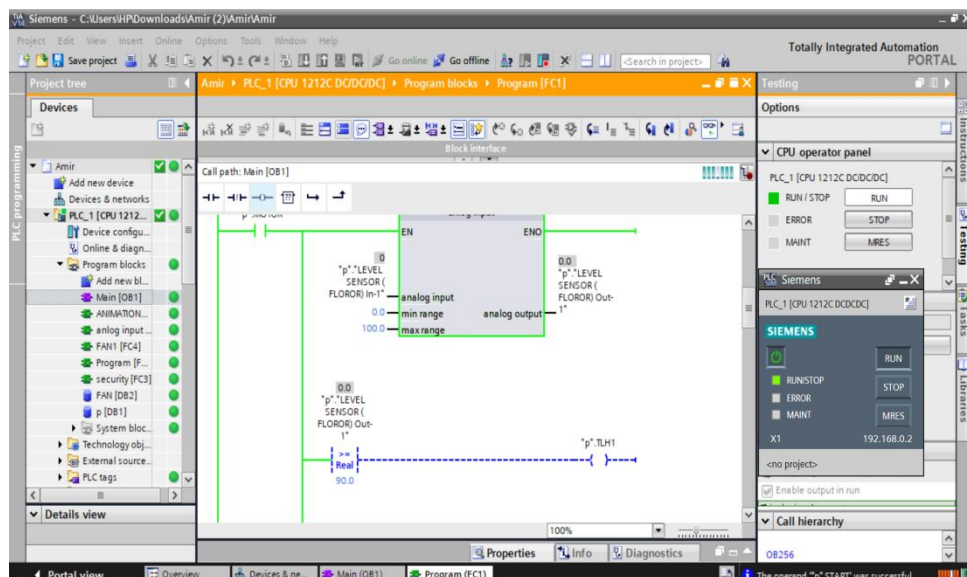 Siemens - C:\Users\HP\Downloads\Amir (2)\Amir\Amir
Project Edit View Insert Online Options Tools Window Help
Totally Integrated Automation
PORTAL
Save project
Go online
Go offline
<Search in project>
Project tree
Devices
PLC programming
Amir
Add new device
Devices & networks
PLC_1 [CPU 1212...
Device configu...
Online & diagn...
Program blocks
Add new bl...
Main [OB1]
ANIMATION...
anlog input ...
FAN1 [FC4]
Program [F...
security [FC3]
FAN [DB2]
p [DB1]
System bloc...
Technology obj...
External source...
PLC tags
Details view
Amir ▸ PLC_1 [CPU 1212C DC/DC/DC] ▸ Program blocks ▸ Program [FC1]
Block interface
Call path: Main [OB1]
EN
ENO
0
"p"."LEVEL
SENSOR (
FLOROR) In-1"
analog input
0.0
min range
100.0
max range
analog output
0.0
"p"."LEVEL
SENSOR (
FLOROR) Out-
1"
0.0
"p"."LEVEL
SENSOR (
FLOROR) Out-
1"
>=
Real
90.0
"p".TLH1
100%
Properties
Info
Diagnostics
Testing
Options
CPU operator panel
PLC_1 [CPU 1212C DC/DC/DC]
RUN / STOP
RUN
ERROR
STOP
MAINT
MRES
Siemens
PLC_1 [CPU 1212C DC/DC/DC]
SIEMENS
RUN
RUN/STOP
STOP
ERROR
MAINT
MRES
X1
192.168.0.2
<no project>
Enable output in run
Call hierarchy
OB256
Instructions
Testing
Tasks
Libraries
Portal view
Overview
Devices & ne...
Main (OB1)
Program (FC1)
The operand '"p".START' was successful